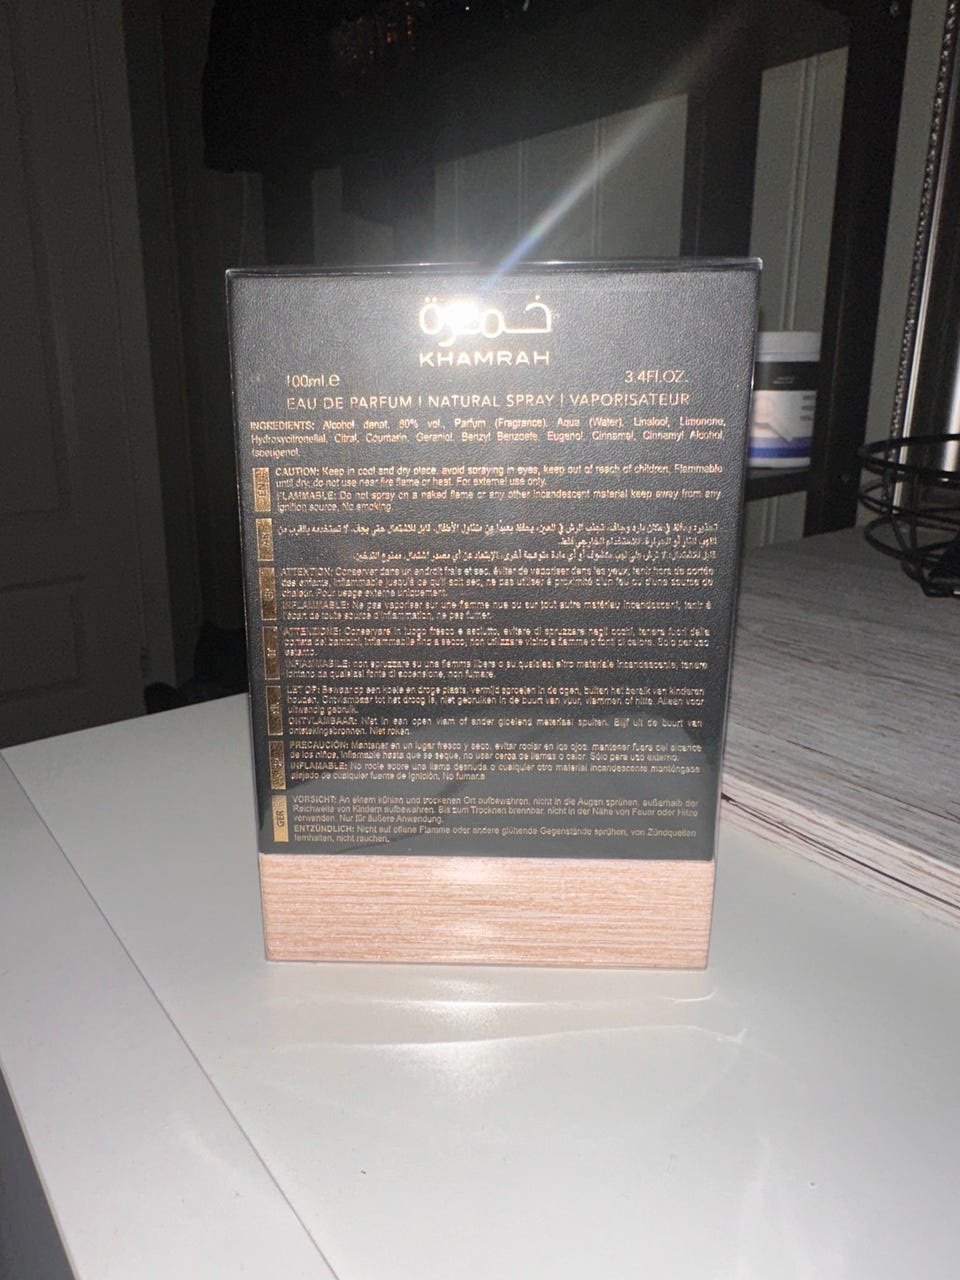 خمرة
KHAMRAH
100ml.e 3.4Fl.OZ.
EAU DE PARFUM | NATURAL SPRAY | VAPORISATEUR
INGREDIENTS: Alcohol denat. 80% vol., Parfum (Fragrance), Aqua (Water), Linalool, Limonene,
Hydroxycitronellal, Citral, Coumarin, Geraniol, Benzyl Benzoate, Eugenol, Cinnamal, Cinnamyl Alcohol,
Isoeugenol.
CAUTION: Keep in cool and dry place, avoid spraying in eyes, keep out of reach of children, Flammable
until dry, do not use near fire flame or heat. For external use only.
FLAMMABLE: Do not spray on a naked flame or any other incandescent material keep away from any
ignition source, No smoking
ATTENTION: Conserver dans un endroit frais et sec, éviter de vaporiser dans les yeux, tenir hors de portée
des enfants, inflammable jusqu'à ce qu'il soit sec, ne pas utiliser à proximité d'un feu ou d'une source de
chaleur. Pour usage externe uniquement.
INFLAMMABLE: Ne pas vaporiser sur une flamme nue ou sur tout autre matériau incandescent, tenir à
l'écart de toute source d'inflammation, ne pas fumer.
ATTENZIONE: Conservare in luogo fresco e asciutto, evitare di spruzzare negli occhi, tenere fuori dalla
portata dei bambini, Infiammabile fino a secco, non utilizzare vicino a fiamme o fonti di calore. Solo per uso
esterno.
INFIAMMABILE: non spruzzare su una fiamma libera o su qualsiasi altro materiale incandescente, tenere
lontano da qualsiasi fonte di accensione, non fumare.
LET OP: Bewaar op een koele en droge plaats, vermijd sproeien in de ogen, buiten het bereik van kinderen
houden, Ontvlambaar tot het droog is, niet gebruiken in de buurt van vuur, vlammen of hitte. Alleen voor
uitwendig gebruik.
ONTVLAMBAAR: Niet in een open vlam of ander gloeiend materiaal spuiten. Blijf uit de buurt van
ontstekingsbronnen. Niet roken.
PRECAUCIÓN: Mantener en un lugar fresco y seco, evitar rociar en los ojos, mantener fuera del alcance
de los niños, Inflamable hasta que se seque, no usar cerca de llamas o calor. Sólo para uso externo.
INFLAMABLE: No rocíe sobre una llama desnuda o cualquier otro material incandescente manténgase
alejado de cualquier fuente de ignición, No fumar.
GER
VORSICHT: An einem kühlen und trockenen Ort aufbewahren, nicht in die Augen sprühen, außerhalb der
Reichweite von Kindern aufbewahren. Bis zum Trocknen brennbar, nicht in der Nähe von Feuer oder Hitze
verwenden. Nur für äußere Anwendung.
ENTZÜNDLICH: Nicht auf offene Flamme oder andere glühende Gegenstände sprühen, von Zündquellen
fernhalten, nicht rauchen.